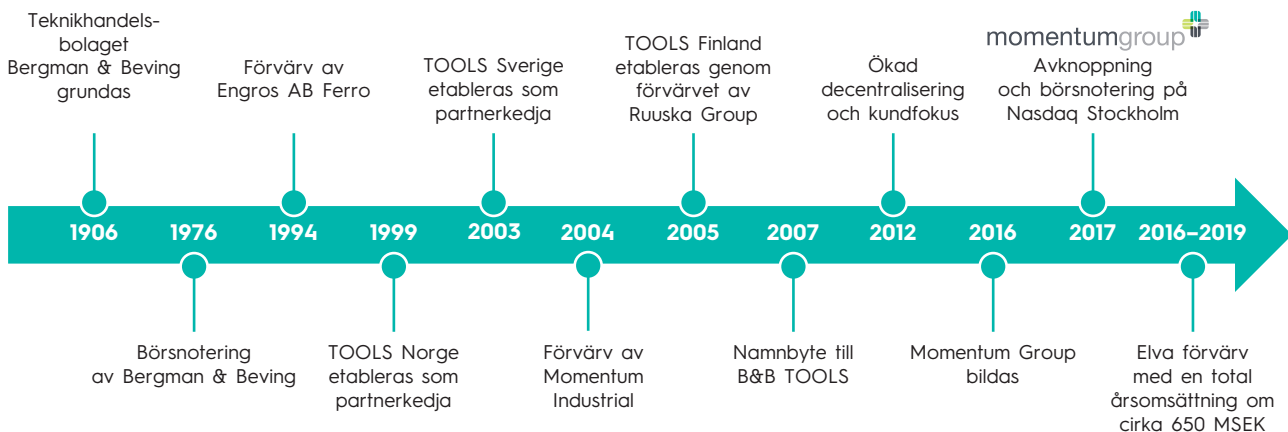 Teknikhandels-
bolaget
Bergman & Beving
grundas
Förvärv av
Engros AB Ferro
TOOLS Sverige
etableras som
partnerkedja
TOOLS Finland
etableras genom
förvärvet av
Ruuska Group
Ökad
decentralisering
och kundfokus
momentumgroup
Avknoppning
och börsnotering på
Nasdaq Stockholm
1906 1976 1994 1999 2003 2004 2005 2007 2012 2016 2017 2016–2019
Börsnotering
av Bergman & Beving
TOOLS Norge
etableras som
partnerkedja
Förvärv av
Momentum
Industrial
Namnbyte till
B&B TOOLS
Momentum Group
bildas
Elva förvärv
med en total
årsomsättning om
cirka 650 MSEK